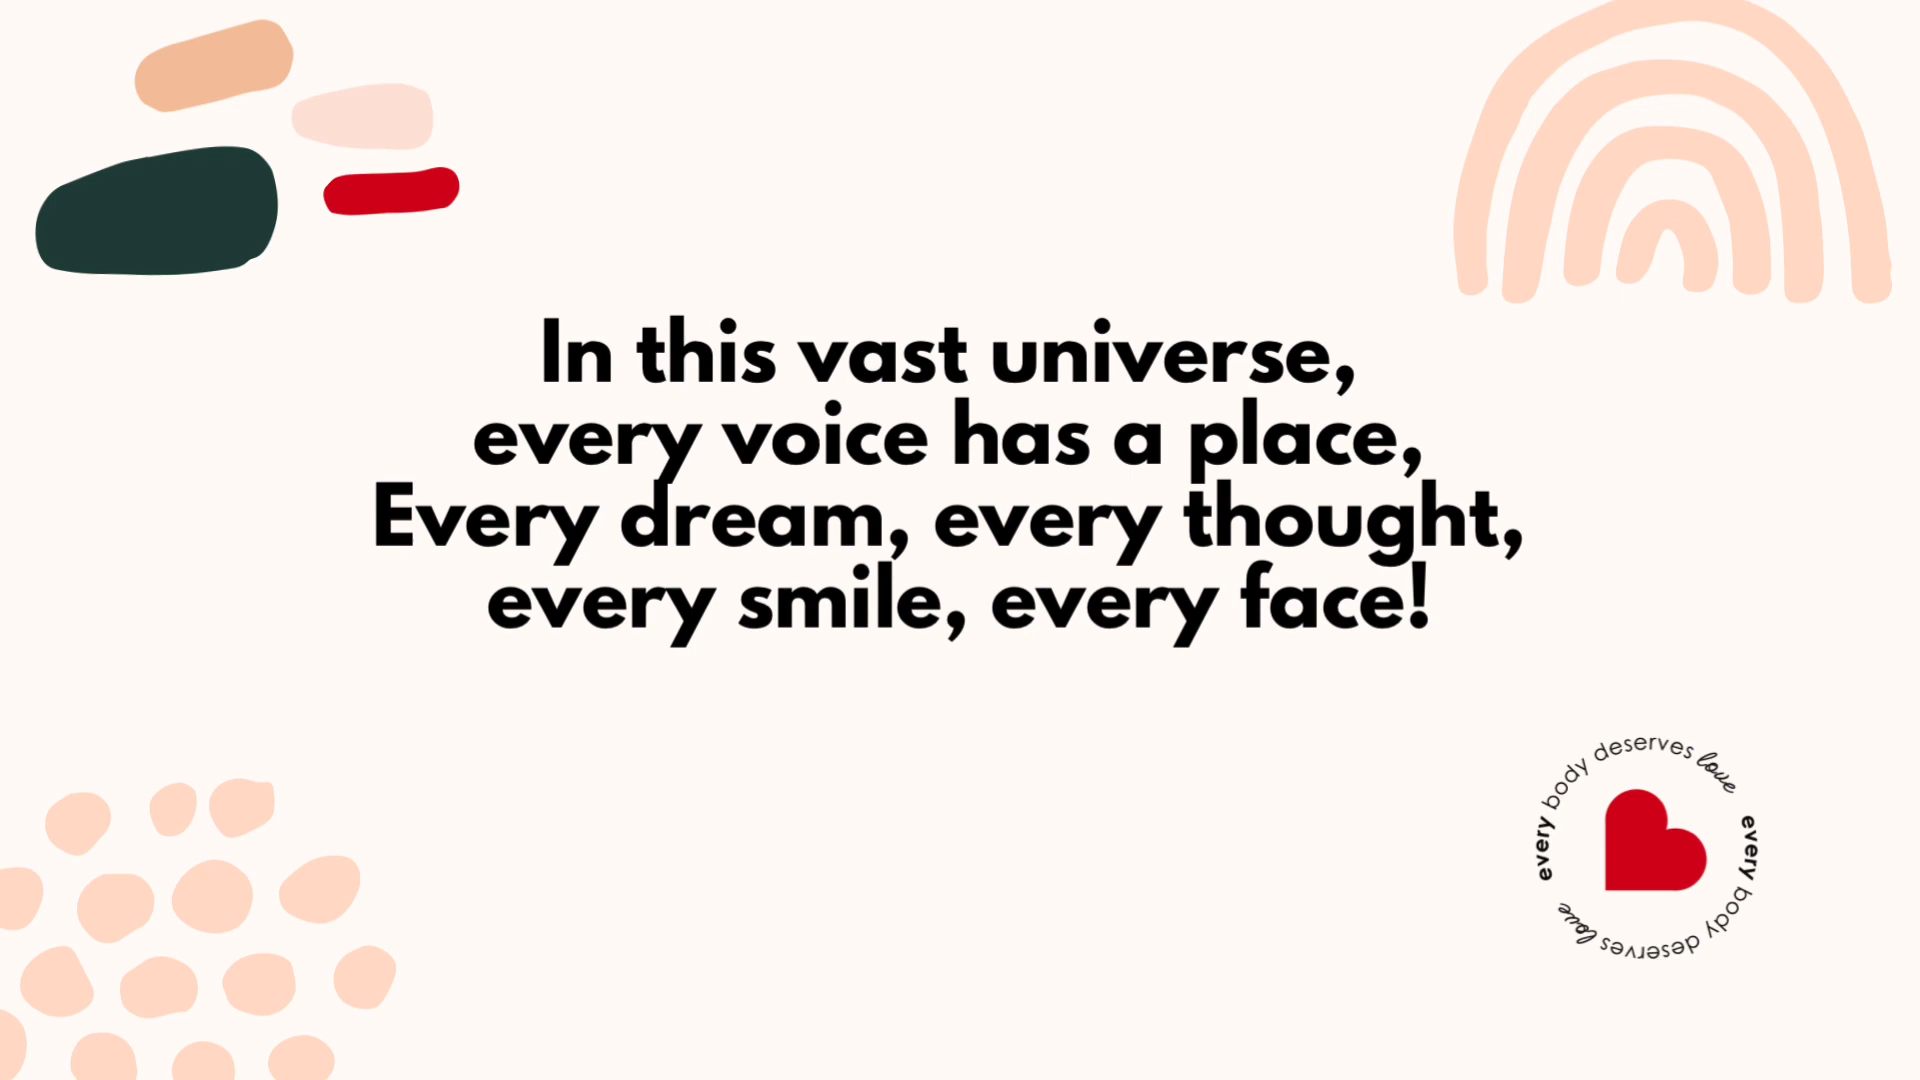 In this vast universe,
every voice has a place,
Every dream, every thought,
every smile, every face!
every body deserves love
every body deserves love